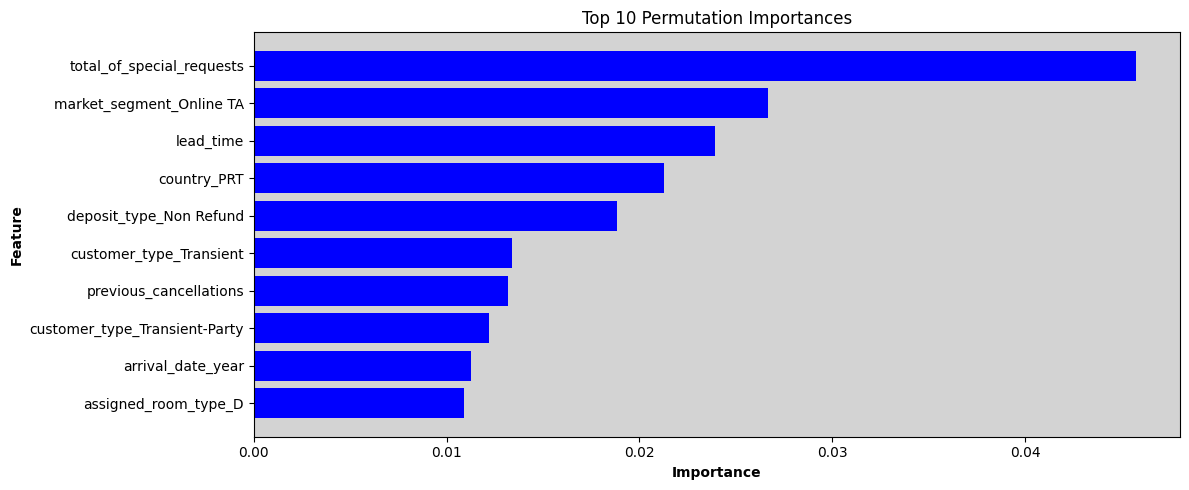 Top 10 Permutation Importances
total_of_special_requests
market_segment_Online TA
lead_time
country_PRT
deposit_type_Non Refund
customer_type_Transient
previous_cancellations
customer_type_Transient-Party
arrival_date_year
assigned_room_type_D
Feature
0.00 0.01 0.02 0.03 0.04
Importance